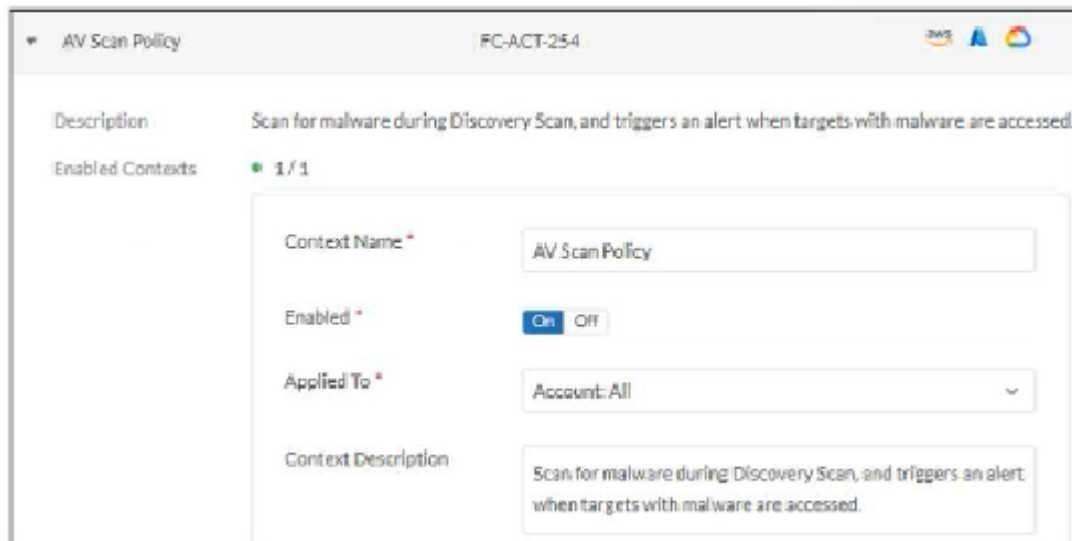 AV Scan Policy FC-ACT-254 aws
Description Scan for malware during Discovery Scan, and triggers an alert when targets with malware are accessed.
Enabled Contexts 1 / 1
Context Name * AV Scan Policy
Enabled * On Off
Applied To * Account: All
Context Description Scan for malware during Discovery Scan, and triggers an alert
when targets with malware are accessed.